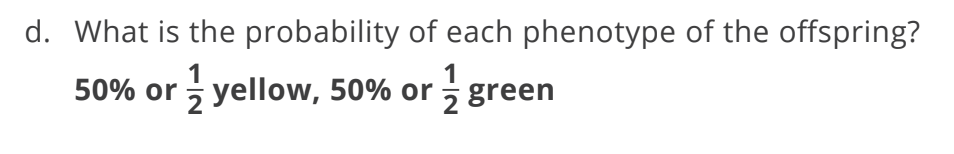 d. What is the probability of each phenotype of the offspring?
50% or 1/2 yellow, 50% or 1/2 green